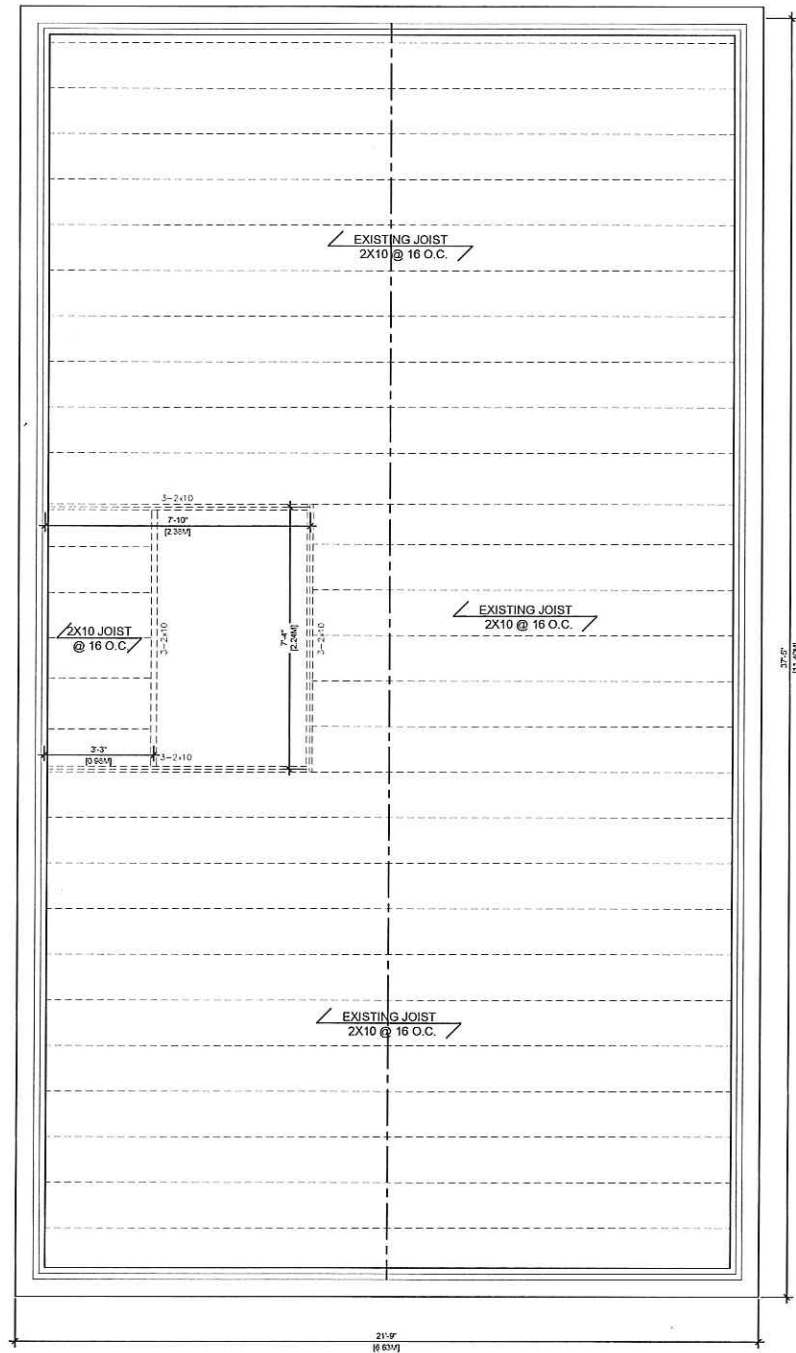 EXISTING JOIST
2X10 @ 16 O.C.
3-2x10
7'-10"
[2.38M]
2X10 JOIST
@ 16 O.C.
3-2x10
7'-4"
[2.24M]
3-2x10
EXISTING JOIST
2X10 @ 16 O.C.
3'-3"
[0.98M]
3-2x10
EXISTING JOIST
2X10 @ 16 O.C.
21'-9"
[6.63M]